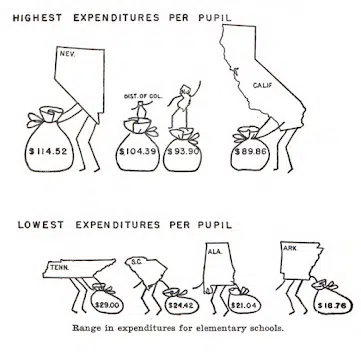 HIGHEST EXPENDITURES PER PUPIL
NEV.
DIST. OF COL.
CALIF
$114.52
$104.39
$93.90
$89.86
LOWEST EXPENDITURES PER PUPIL
TENN.
S.C.
ALA.
ARK.
$29.00
$24.42
$21.04
$18.76
Range in expenditures for elementary schools.